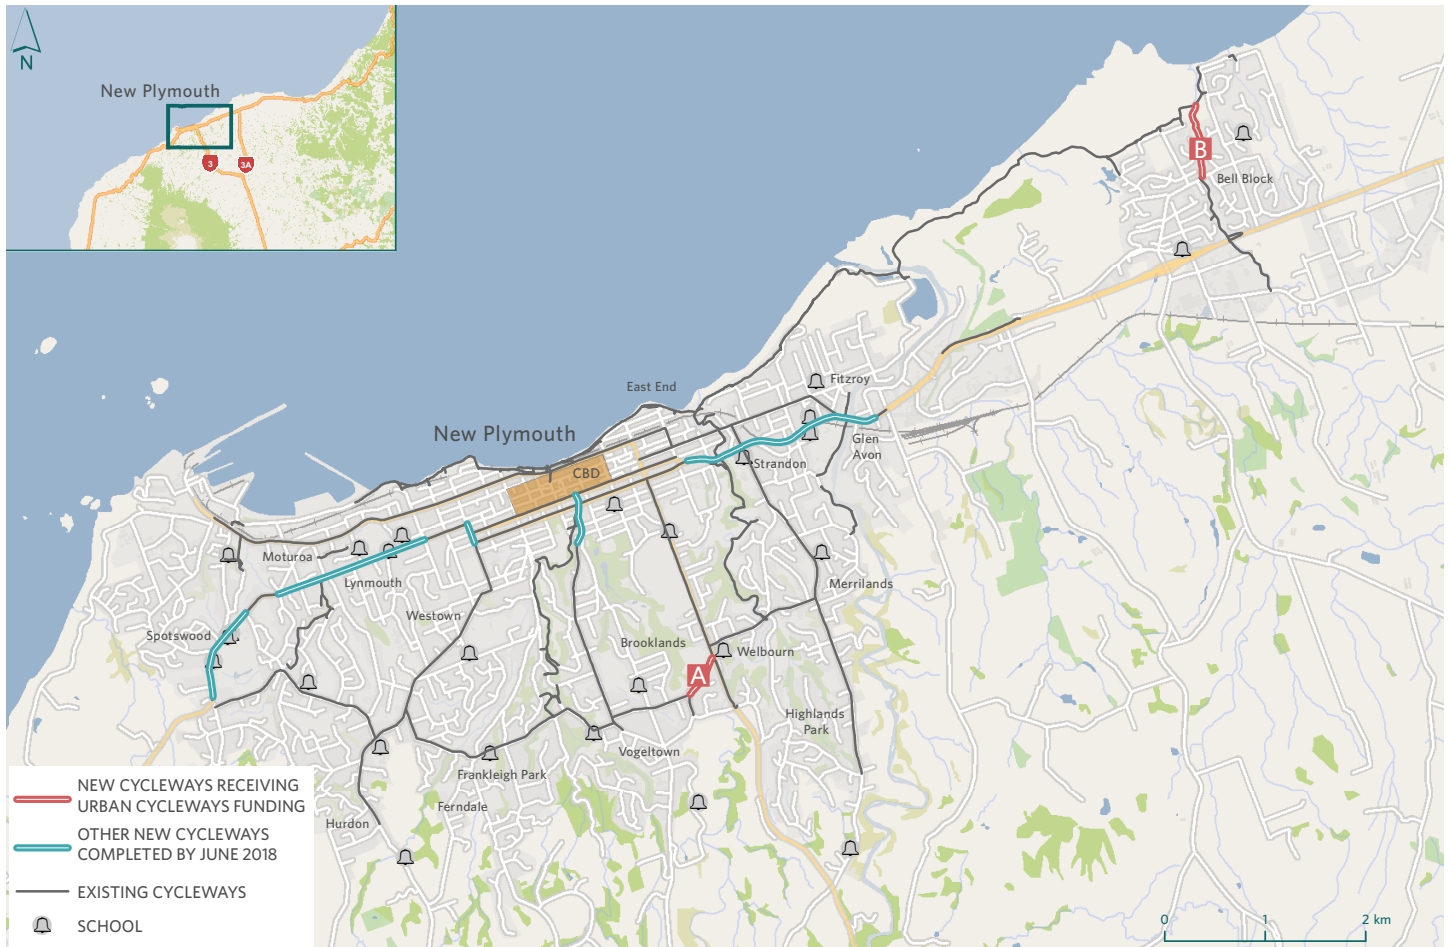 N
New Plymouth
3
3A
B
Bell Block
East End
Fitzroy
New Plymouth
Glen
Avon
CBD
Strandon
Moturoa
Lynmouth
Merrilands
Westown
Spotswood
Brooklands
Welbourn
A
Highlands
Park
Vogeltown
Frankleigh Park
Ferndale
Hurdon
NEW CYCLEWAYS RECEIVING
URBAN CYCLEWAYS FUNDING
OTHER NEW CYCLEWAYS
COMPLETED BY JUNE 2018
EXISTING CYCLEWAYS
SCHOOL
0 1 2 km